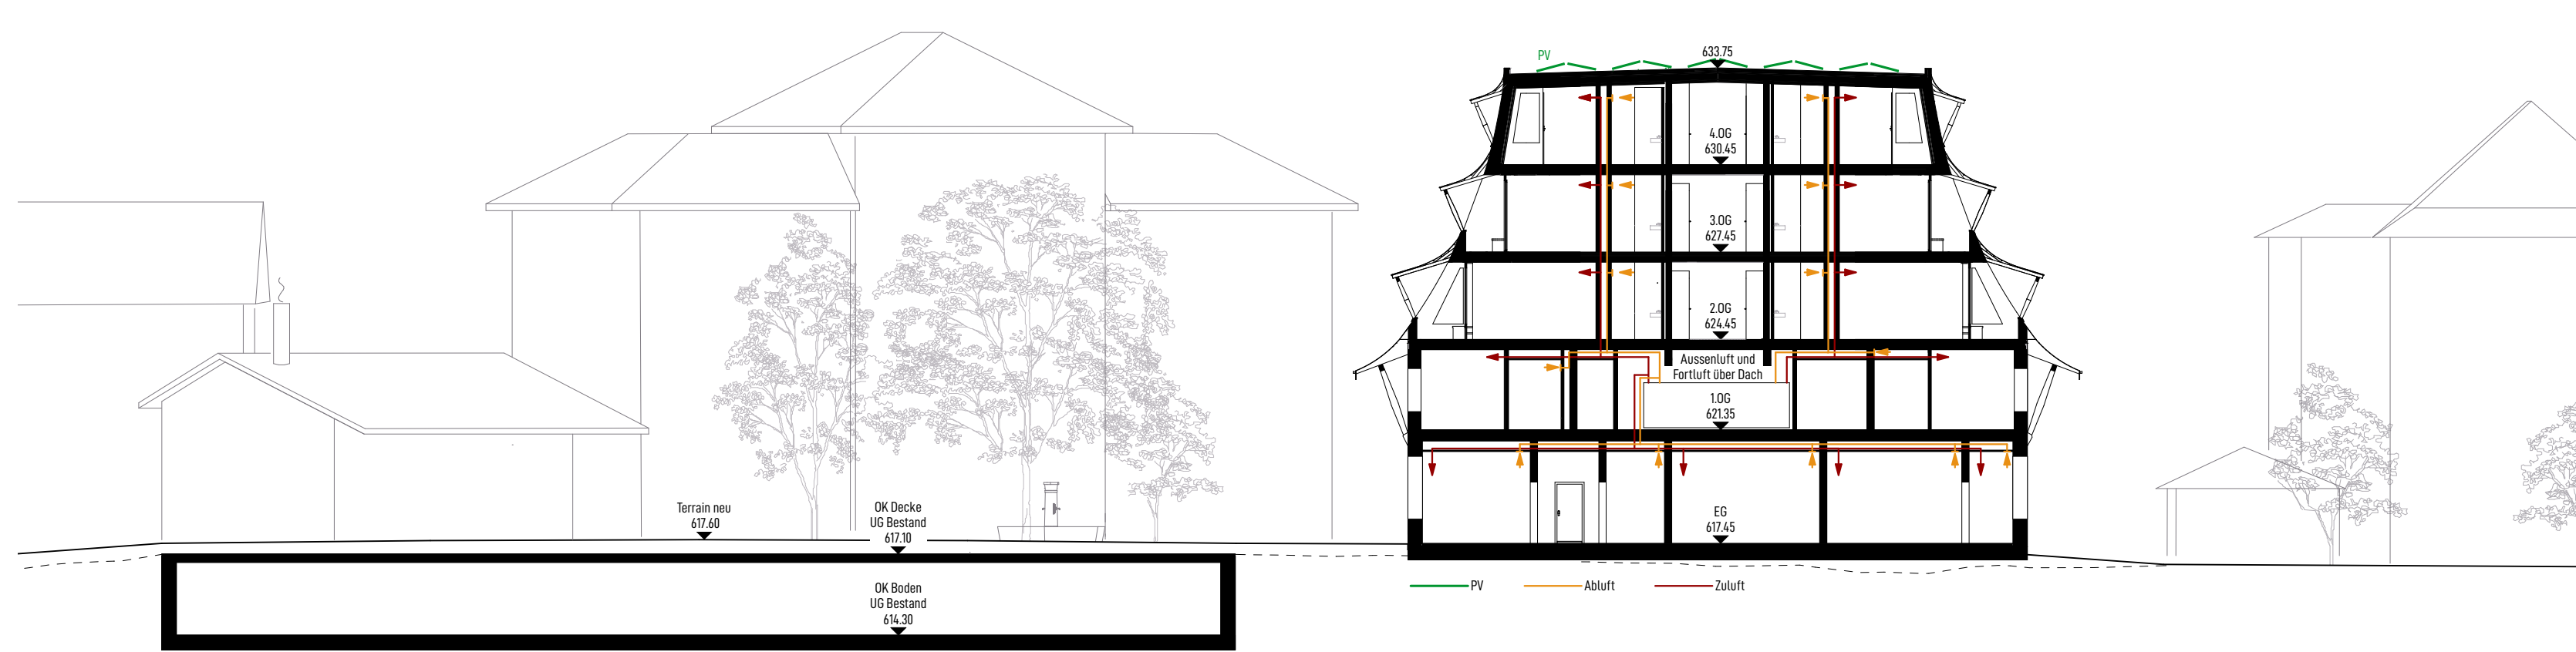 PV
633.75
4.OG
630.45
3.OG
627.45
2.OG
624.45
Aussenluft und
Fortluft über Dach
1.OG
621.35
EG
617.45
Terrain neu
617.60
OK Decke
UG Bestand
617.10
OK Boden
UG Bestand
614.30
PV
Abluft
Zuluft